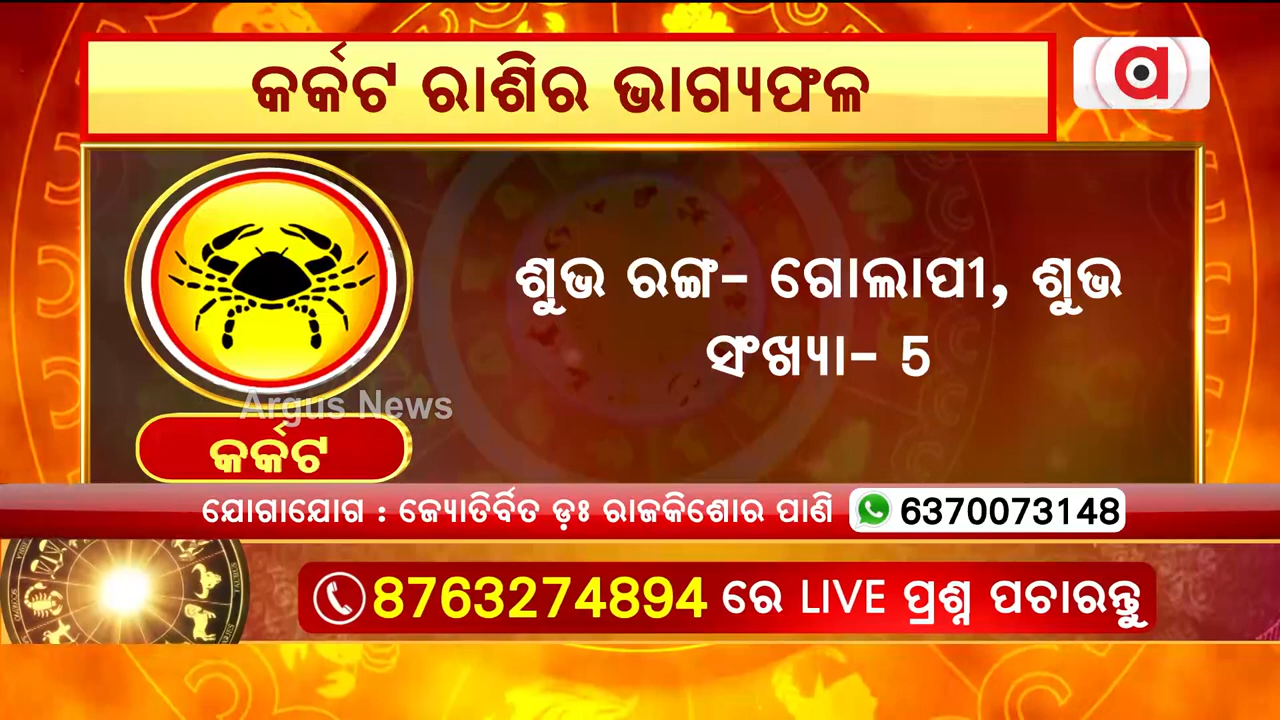 କର୍କଟ ରାଶିର ଭାଗ୍ୟଫଳ
a
ଶୁଭ ରଙ୍ଗ- ଗୋଲାପୀ, ଶୁଭ
ସଂଖ୍ୟା- 5
Argus News
କର୍କଟ
ଯୋଗାଯୋଗ : ଜ୍ୟୋତିର୍ବିତ ଡ଼ଃ ରାଜକିଶୋର ପାଣି 6370073148
8763274894 ରେ LIVE ପ୍ରଶ୍ନ ପଚାରନ୍ତୁ